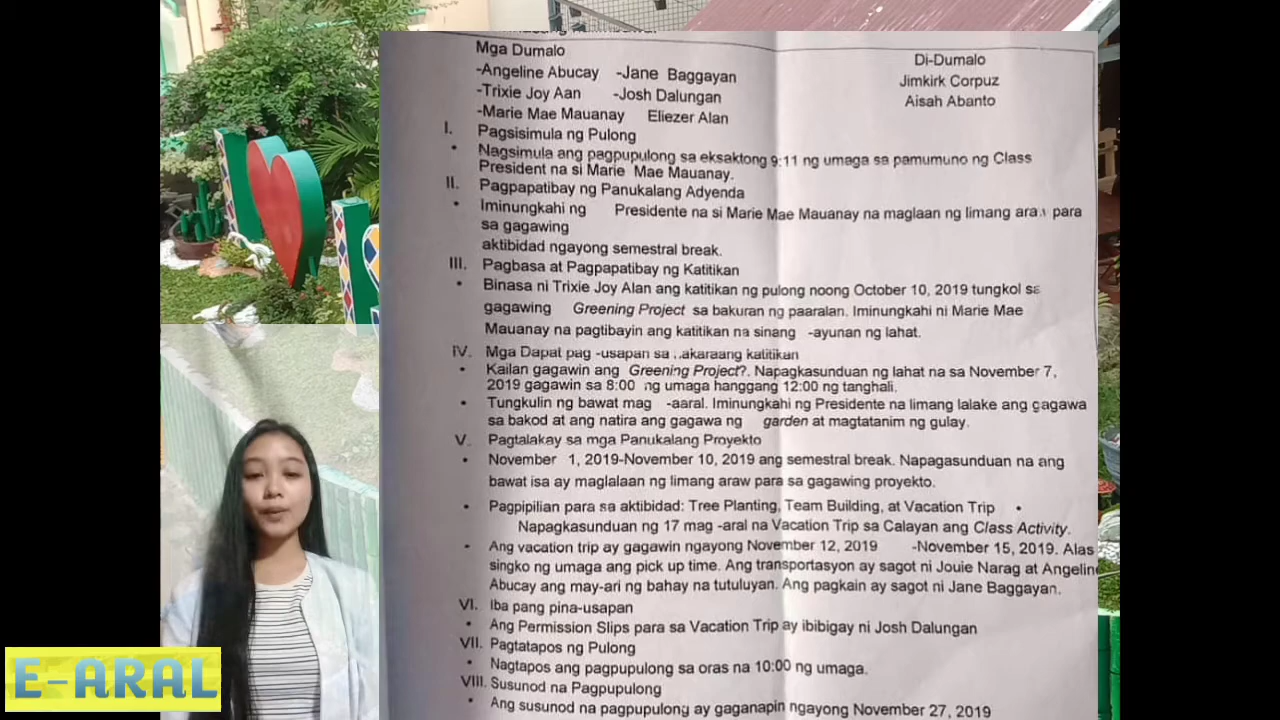 Mga Dumalo
Di-Dumalo
-Angeline Abucay -Jane Baggayan
Jimkirk Corpuz
-Trixie Joy Aan -Josh Dalungan
Aisah Abanto
-Marie Mae Mauanay Eliezer Alan
I. Pagsisimula ng Pulong
• Nagsimula ang pagpupulong sa eksaktong 9:11 ng umaga sa pamumuno ng Class
President na si Marie Mae Mauanay.
II. Pagpapatibay ng Panukalang Adyenda
• Iminungkahi ng Presidente na si Marie Mae Mauanay na maglaan ng limang para
sa gagawing
aktibidad ngayong semestral break.
III. Pagbasa at Pagpapatibay ng Katitikan
• Binasa ni Trixie Joy Alan ang katitikan ng pulong noong October 10, 2019 tungkol sa
gagawing Greening Project sa bakuran ng paaralan. Iminungkahi ni Marie Mae
Mauanay na pagtibayin ang katitikan na sinang -ayunan ng lahat.
IV. Mga Dapat pag -usapan sa katitikan
• Kailan gagawin ang Greening Project?. Napagkasunduan ng lahat na sa November 7,
2019 gagawin sa 8:00 ng umaga hanggang 12:00 ng tanghali.
• Tungkulin ng bawat mag -aaral. Iminungkahi ng Presidente na limang lalake ang gagawa
sa bakod at ang natira ang gagawa ng garden at magtatanim ng gulay.
V. Pagtalakay sa mga Panukalang Proyekto
• November 1, 2019-November 10, 2019 ang semestral break. Napagasunduan na ang
bawat isa ay maglalaan ng limang araw para sa gagawing proyekto.
• Pagpipilian para sa aktibidad: Tree Planting, Team Building, at Vacation Trip •
Napagkasunduan ng 17 mag -aral na Vacation Trip sa Calayan ang Class Activity.
• Ang vacation trip ay gagawin ngayong November 12, 2019 -November 15, 2019. Alas
singko ng umaga ang pick up time. Ang transportasyon ay sagot ni Jouie Narag at Angeline
Abucay ang may-ari ng bahay na tutuluyan. Ang pagkain ay sagot ni Jane Baggayan.
VI. Iba pang pina-usapan
• Ang Permission Slips para sa Vacation Trip ay ibibigay ni Josh Dalungan
VII. Pagtatapos ng Pulong
• Nagtapos ang pagpupulong sa oras na 10:00 ng umaga.
VIII. Susunod na Pagpupulong
• Ang susunod na pagpupulong ay gaganapin ngayong November 27, 2019
E-ARAL